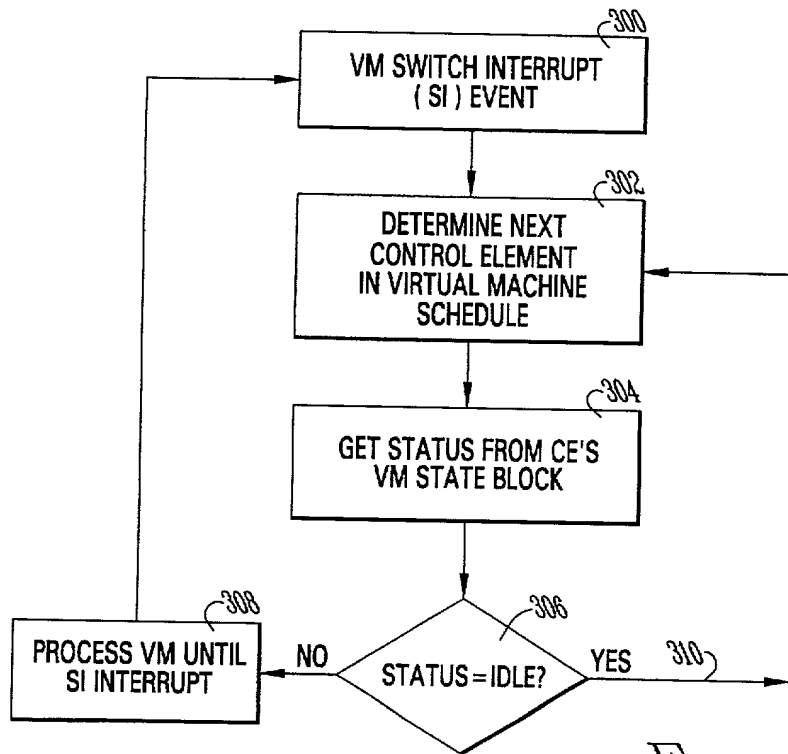 300
VM SWITCH INTERRUPT
( SI ) EVENT
302
DETERMINE NEXT
CONTROL ELEMENT
IN VIRTUAL MACHINE
SCHEDULE
304
GET STATUS FROM CE'S
VM STATE BLOCK
306
STATUS=IDLE?
NO
YES
308
PROCESS VM UNTIL
SI INTERRUPT
310